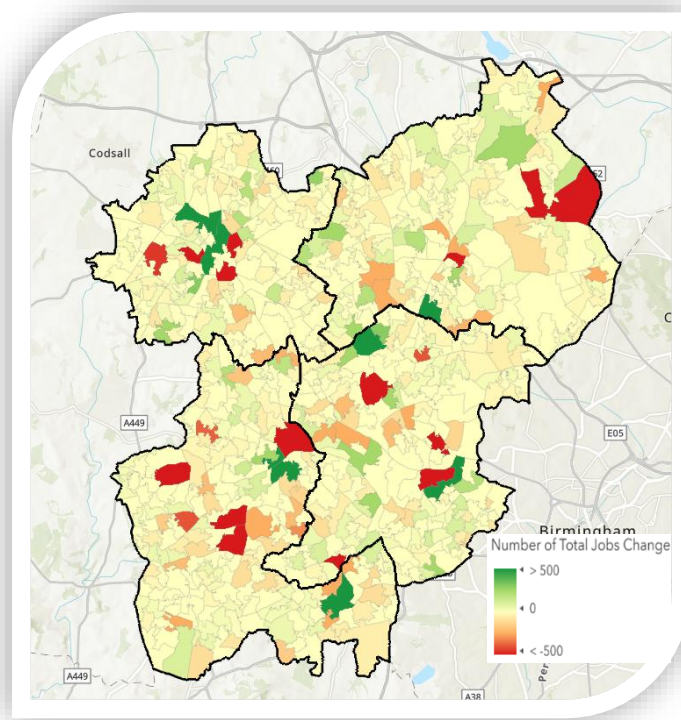 Codsall
A449
E05
Birmingham
Number of Total Jobs Change
> 500
0
< -500
A449
A38